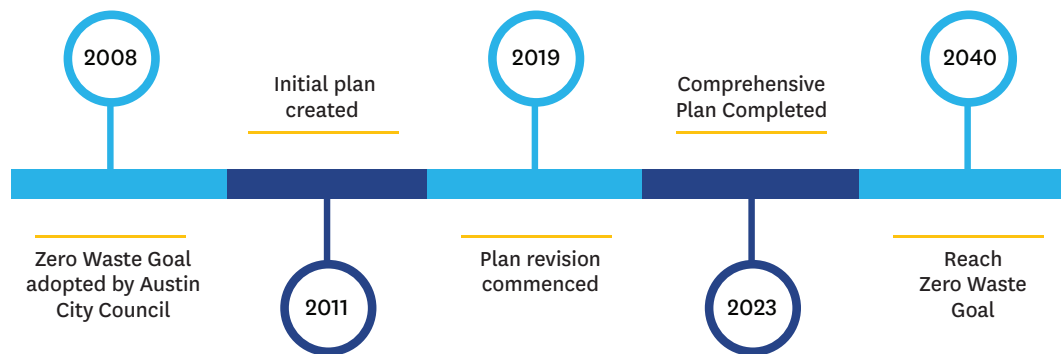 2008
Zero Waste Goal
adopted by Austin
City Council
Initial plan
created
2011
2019
Plan revision
commenced
Comprehensive
Plan Completed
2023
2040
Reach
Zero Waste
Goal